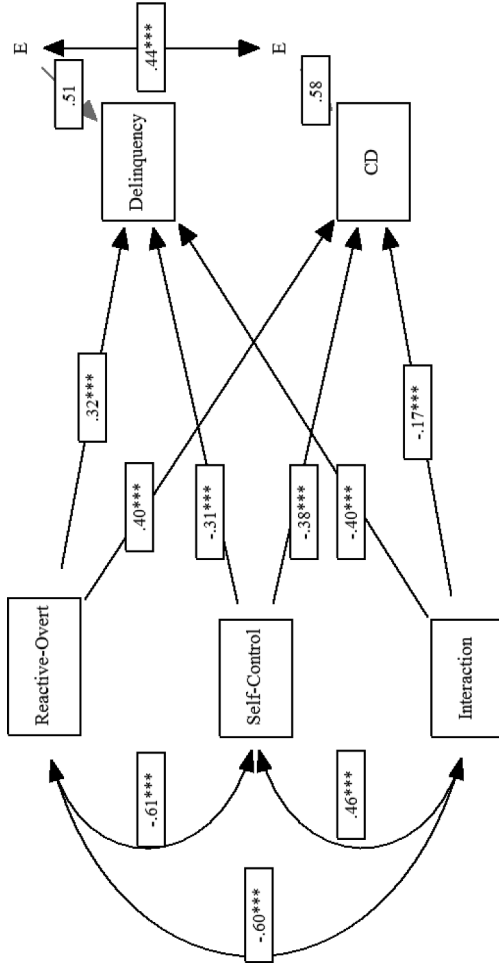 Reactive-Overt
Self-Control
Interaction
-.60***
-.61***
.46***
.32***
.40***
-.31***
-.38***
-.40***
-.17***
Delinquency
CD
.51
.58
E
E
.44***